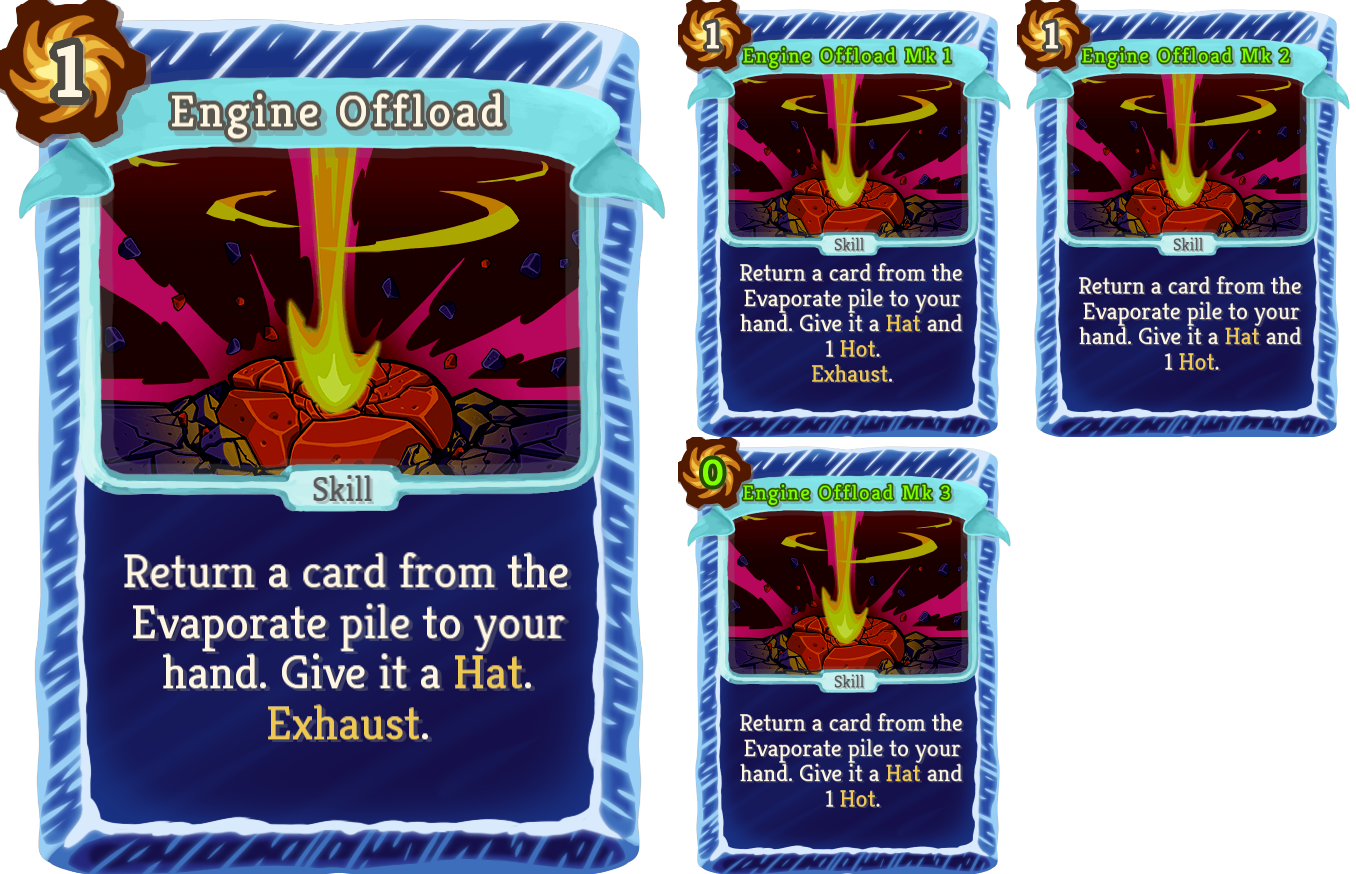 1
Engine Offload
Skill
Return a card from the
Evaporate pile to your
hand. Give it a Hat.
Exhaust.
1
Engine Offload Mk 1
Skill
Return a card from the
Evaporate pile to your
hand. Give it a Hat and
1 Hot.
Exhaust.
1
Engine Offload Mk 2
Skill
Return a card from the
Evaporate pile to your
hand. Give it a Hat and
1 Hot.
0
Engine Offload Mk 3
Skill
Return a card from the
Evaporate pile to your
hand. Give it a Hat and
1 Hot.